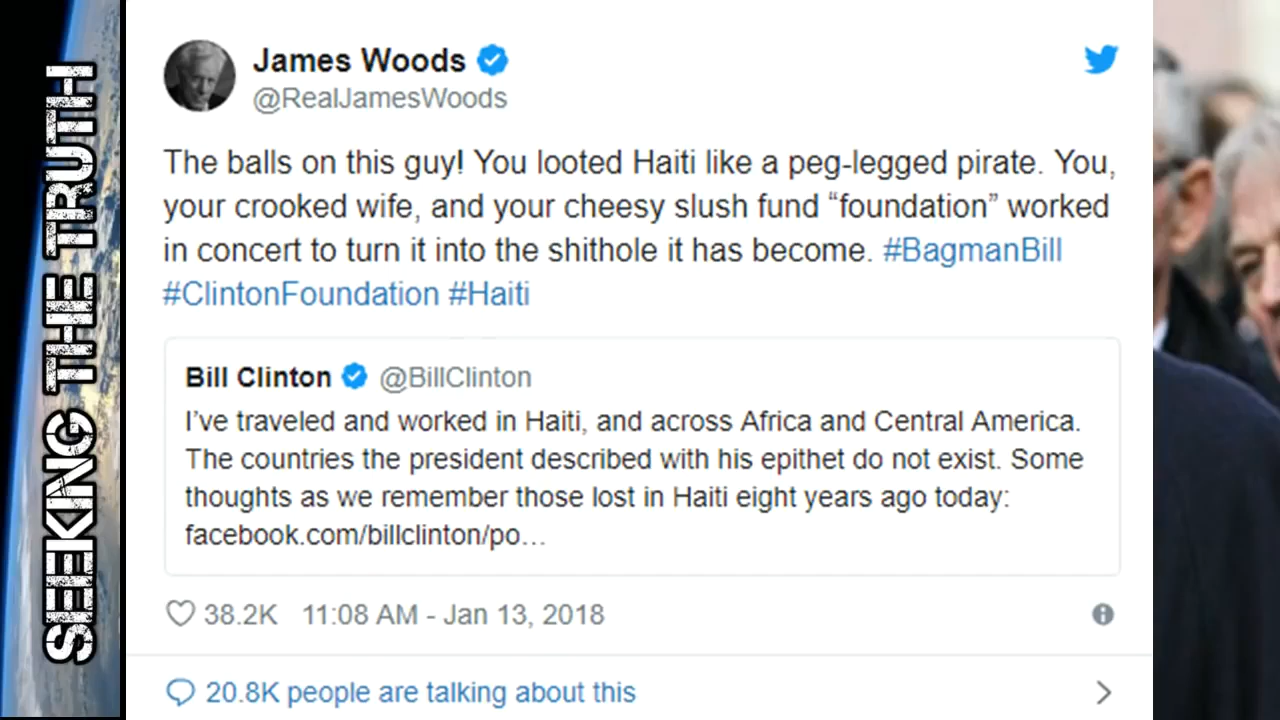 SEEKING THE TRUTH
James Woods
@RealJamesWoods
The balls on this guy! You looted Haiti like a peg-legged pirate. You,
your crooked wife, and your cheesy slush fund “foundation” worked
in concert to turn it into the shithole it has become. #BagmanBill
#ClintonFoundation #Haiti
Bill Clinton @BillClinton
I’ve traveled and worked in Haiti, and across Africa and Central America.
The countries the president described with his epithet do not exist. Some
thoughts as we remember those lost in Haiti eight years ago today:
facebook.com/billclinton/po…
38.2K 11:08 AM - Jan 13, 2018
20.8K people are talking about this